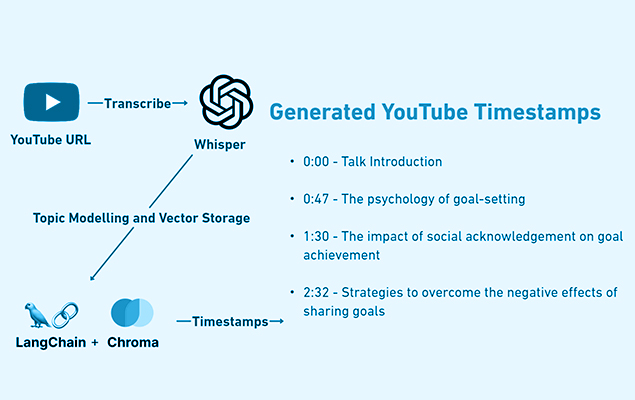 Transcribe
YouTube URL
Whisper
Topic Modelling and Vector Storage
LangChain + Chroma
Timestamps
Generated YouTube Timestamps
• 0:00 - Talk Introduction
• 0:47 - The psychology of goal-setting
• 1:30 - The impact of social acknowledgement on goal
achievement
• 2:32 - Strategies to overcome the negative effects of
sharing goals